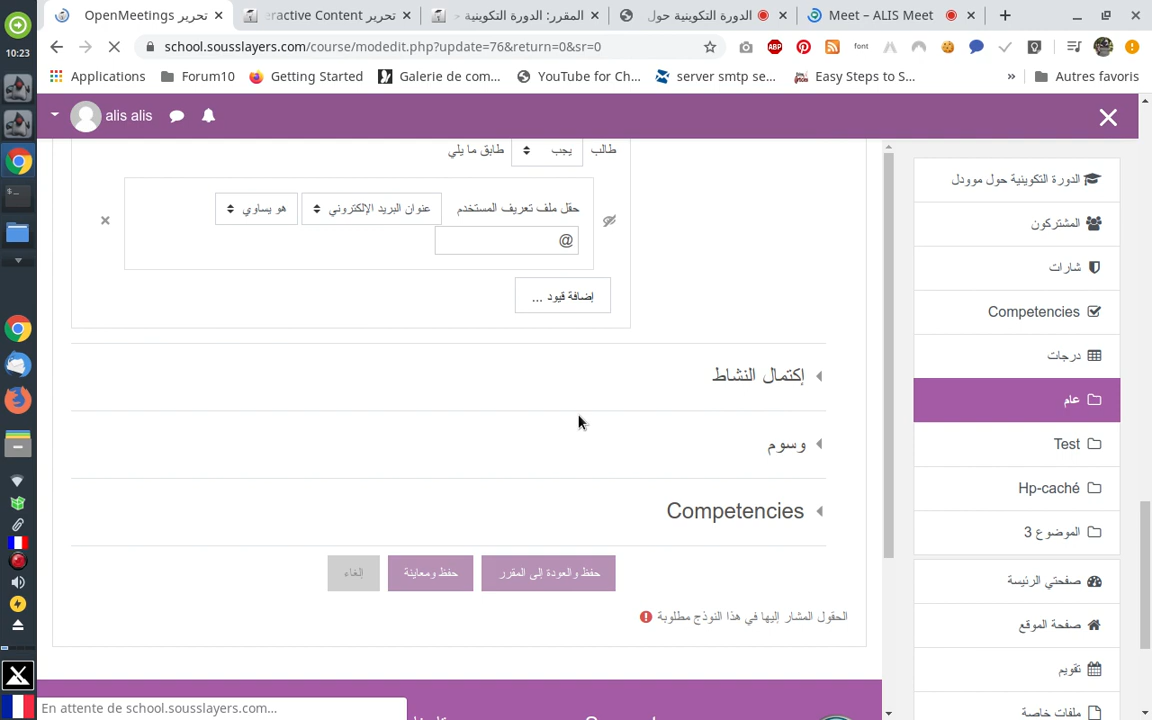 تحرير OpenMeetings
تحرير eractive Content
المقرر: الدورة التكوينية >
الدورة التكوينية حول
Meet – ALIS Meet
school.sousslayers.com/course/modedit.php?update=76&return=0&sr=0
ABP
font
Applications
Forum10
Getting Started
Galerie de com...
YouTube for Ch...
server smtp se...
Easy Steps to S...
»
Autres favoris
10:23
alis alis
طالب
يجب
طابق ما يلي
حقل ملف تعريف المستخدم
عنوان البريد الإلكتروني
هو يساوي
@
إضافة قيود ...
إكتمال النشاط
وسوم
Competencies
حفظ والعودة إلى المقرر
حفظ ومعاينة
إلغاء
الحقول المشار إليها في هذا النوذج مطلوبة
الدورة التكوينية حول موودل
المشتركون
شارات
Competencies
درجات
عام
Test
Hp-caché
الموضوع 3
صفحتي الرئيسة
صفحة الموقع
تقويم
ملفات خاصة
En attente de school.sousslayers.com...